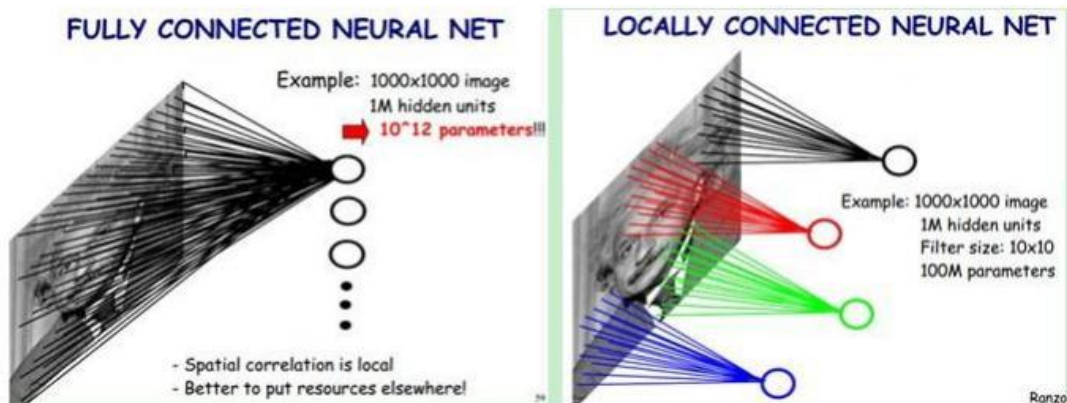 FULLY CONNECTED NEURAL NET
Example: 1000x1000 image
1M hidden units
10^12 parameters!!!
- Spatial correlation is local
- Better to put resources elsewhere!
LOCALLY CONNECTED NEURAL NET
Example: 1000x1000 image
1M hidden units
Filter size: 10x10
100M parameters
Ranzo